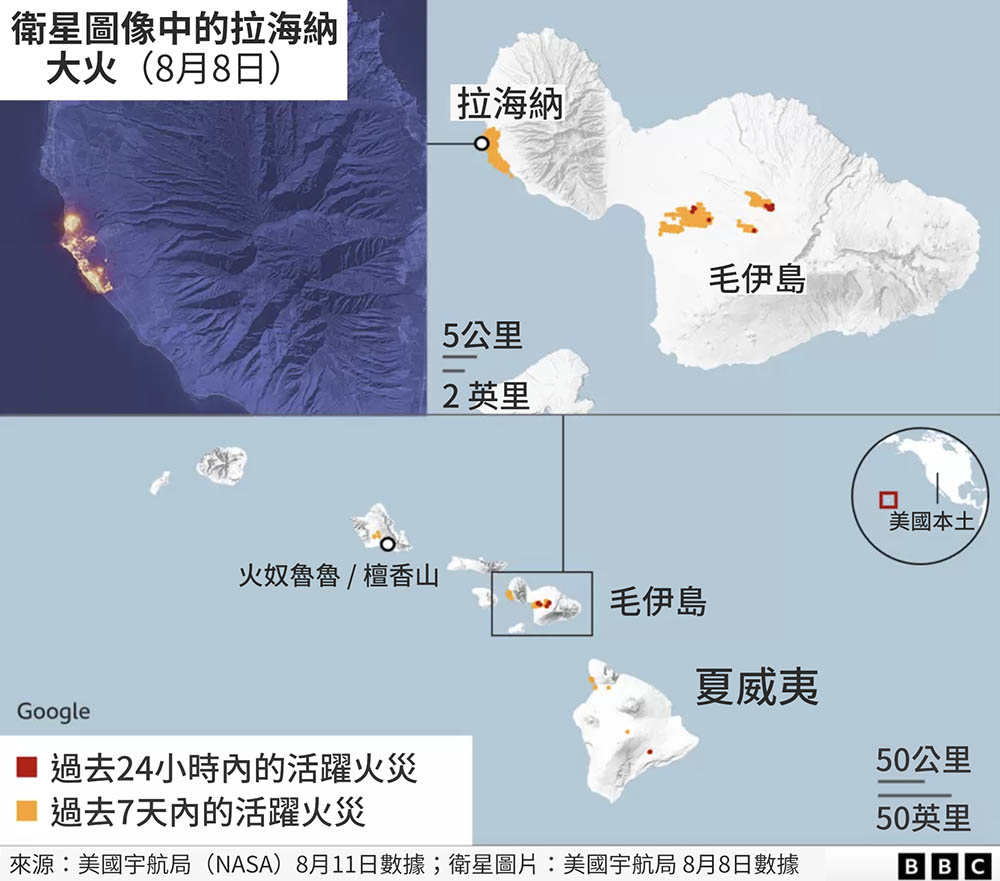 衛星圖像中的拉海納
大火（8月8日）
拉海納
毛伊島
5公里
2 英里
美國本土
火奴魯魯 / 檀香山
毛伊島
夏威夷
Google
過去24小時內的活躍火災
過去7天內的活躍火災
50公里
50英里
來源：美國宇航局（NASA）8月11日數據；衛星圖片：美國宇航局 8月8日數據
BBC